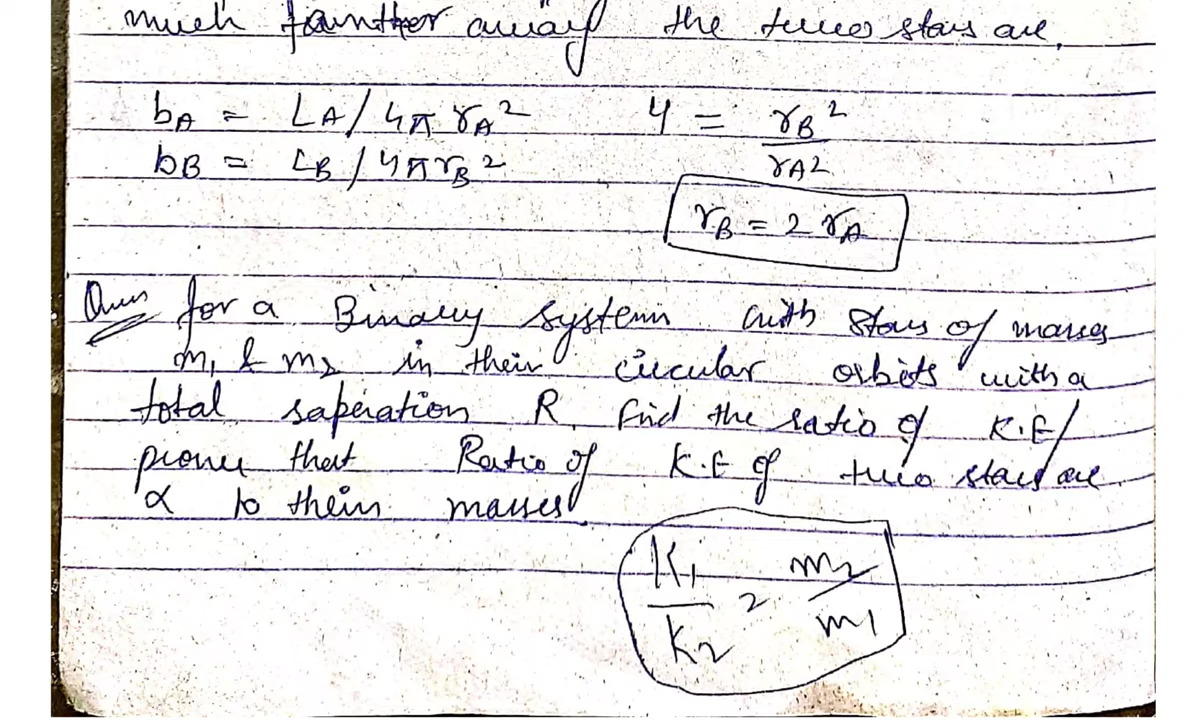 much farther away the two stars are.
bA = LA / 4π rA²    4 = rB² / rA²
bB = LB / 4π rB²
rB = 2 rA
Ques for a Binary system with stars of masses
m1 & m2 in their circular orbits with a
total saperation R, find the ratio of K.E/
prove that Ratio of K.E of two stars are
α to their masses.
K1/K2 = m2/m1